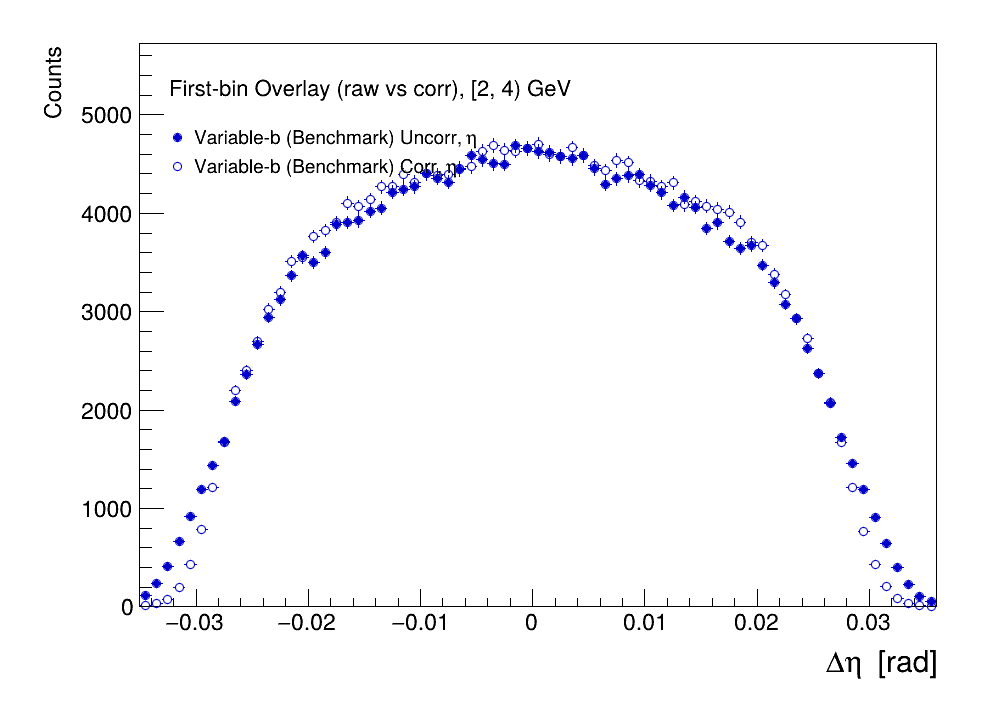 Counts
First-bin Overlay (raw vs corr), [2, 4) GeV
Variable-b (Benchmark) Uncorr, η
Variable-b (Benchmark) Corr, η
5000
4000
3000
2000
1000
0
−0.03 −0.02 −0.01 0 0.01 0.02 0.03
Δη [rad]